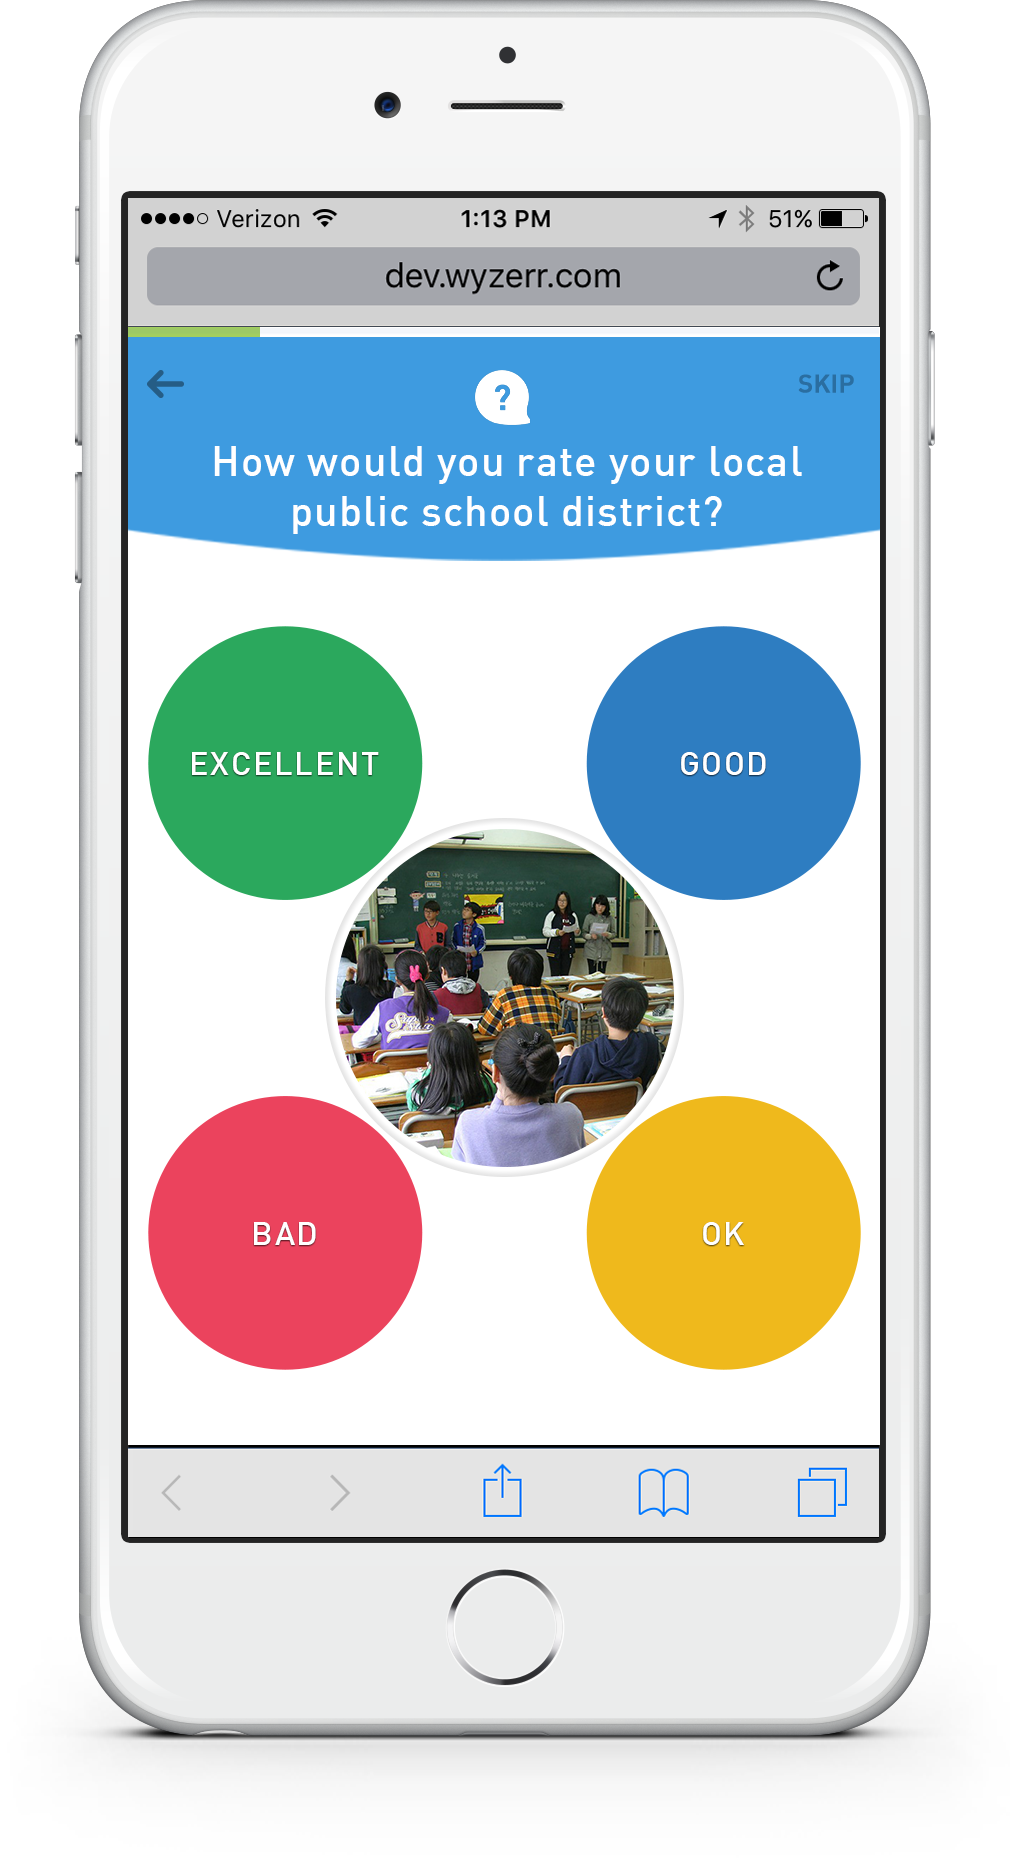 Verizon
1:13 PM
51%
dev.wyzerr.com
SKIP
?
How would you rate your local
public school district?
EXCELLENT
GOOD
BAD
OK